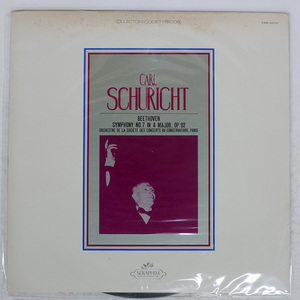 CARL
SCHURICHT
BEETHOVEN
SYMPHONY NO.7 IN A MAJOR, OP.92
ORCHESTRE DE LA SOCIETE DES CONCERTS DU CONSERVATOIRE, PARIS
SERAPHIM